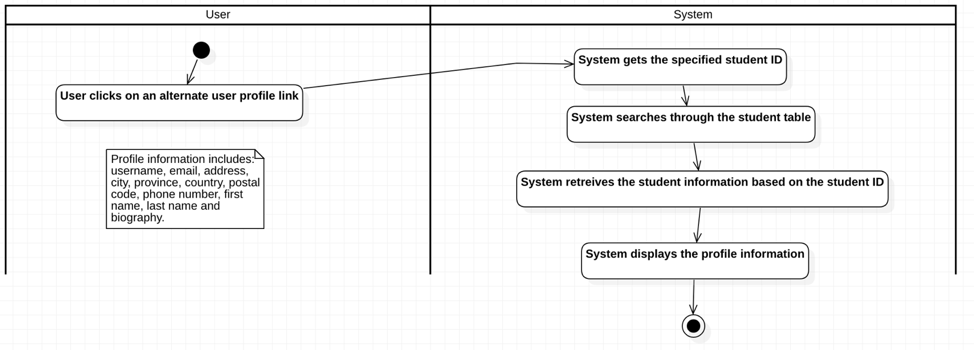 User
System
System gets the specified student ID
User clicks on an alternate user profile link
System searches through the student table
Profile information includes:
username, email, address,
city, province, country, postal
code, phone number, first
name, last name and
biography.
System retreives the student information based on the student ID
System displays the profile information